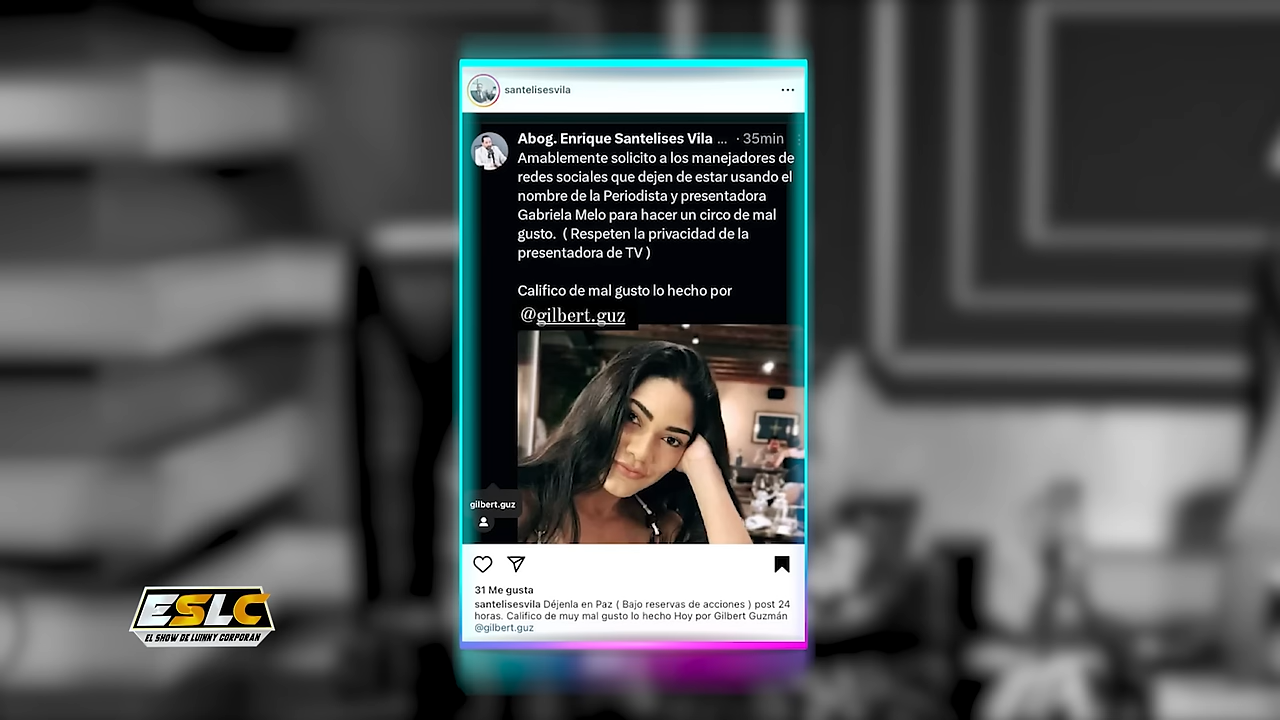 santelisesvila
Abog. Enrique Santelises Vila ... · 35min
Amablemente solicito a los manejadores de
redes sociales que dejen de estar usando el
nombre de la Periodista y presentadora
Gabriela Melo para hacer un circo de mal
gusto. ( Respeten la privacidad de la
presentadora de TV )
Califico de mal gusto lo hecho por
@gilbert.guz
gilbert.guz
31 Me gusta
santelisesvila Déjenla en Paz ( Bajo reservas de acciones ) post 24
horas. Califico de muy mal gusto lo hecho Hoy por Gilbert Guzmán
@gilbert.guz
ESLC
EL SHOW DE LUINNY CORPORAN